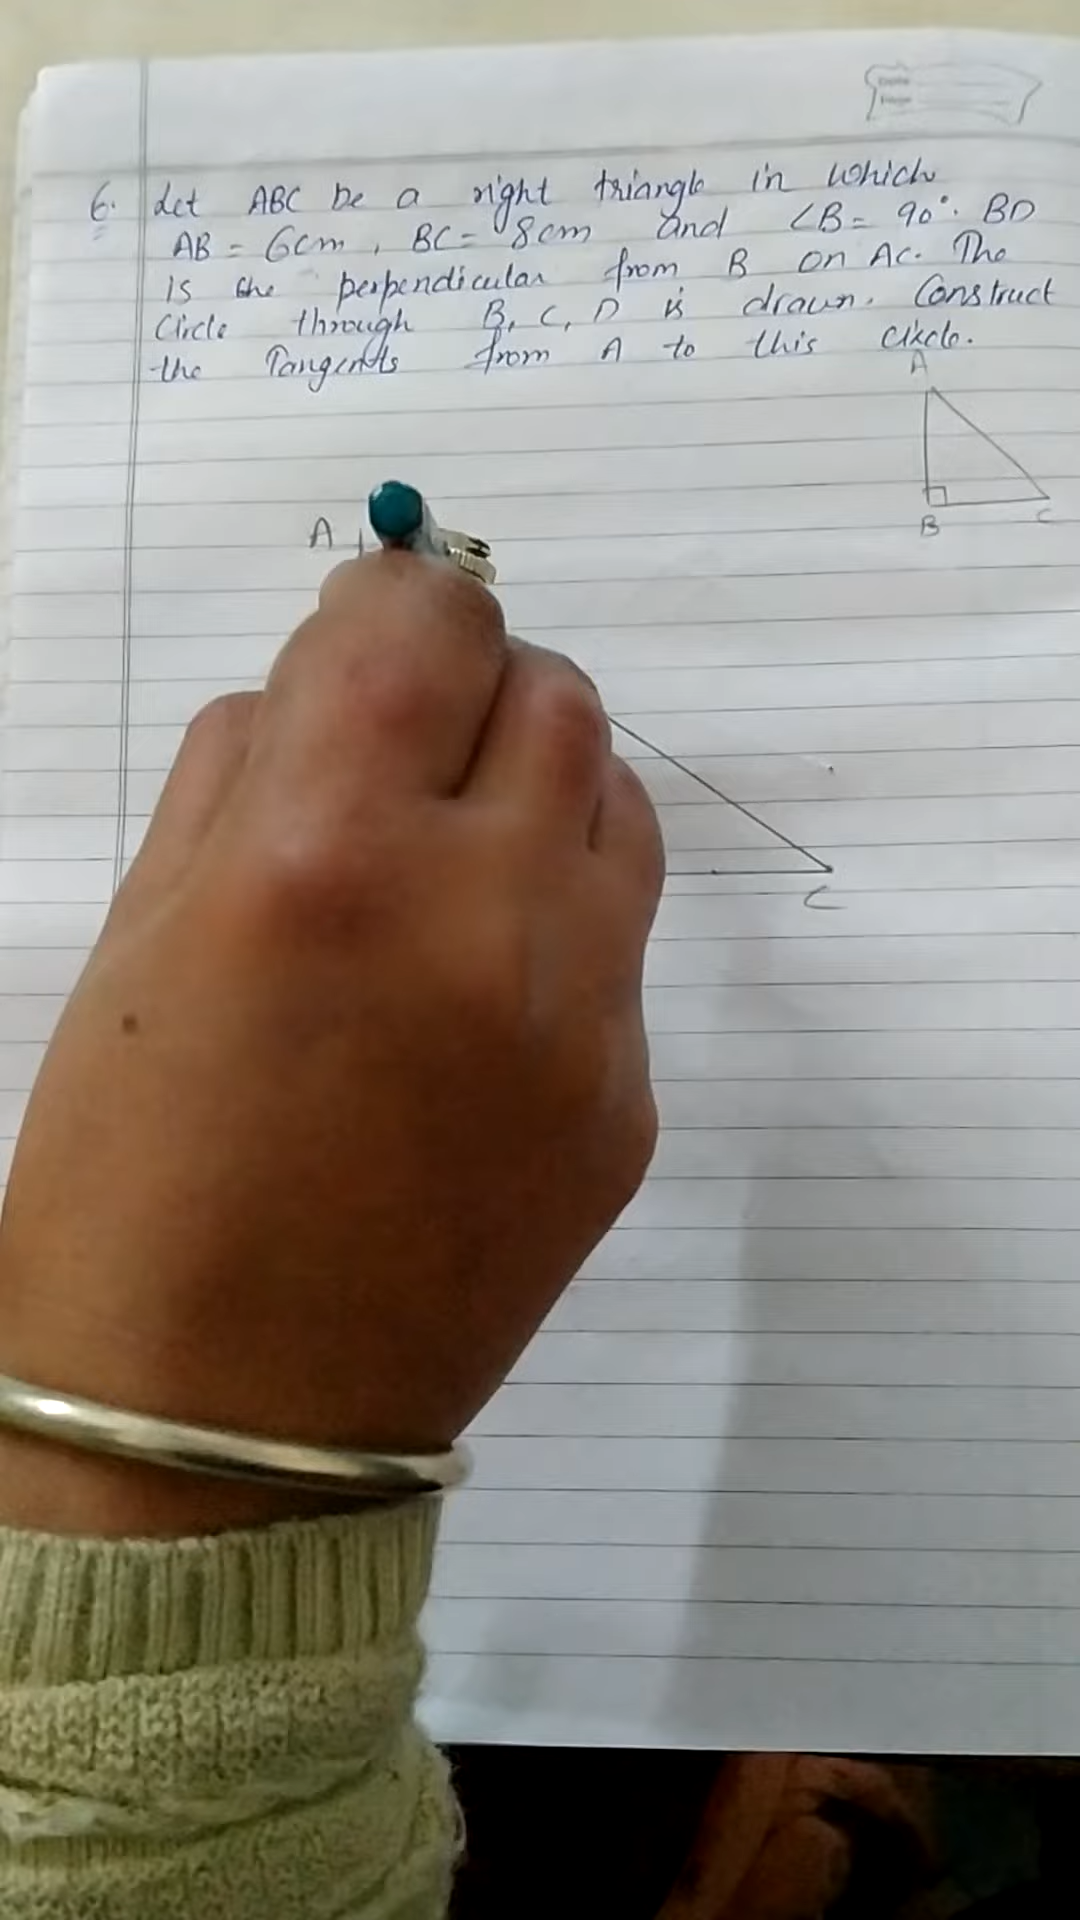 6. Let ABC be a right triangle in which
AB = 6cm, BC = 8cm and ∠B = 90°. BD
is the perpendicular from B on AC. The
Circle through B, C, D is drawn. Construct
the Tangents from A to this circle.
A
B C
A
C